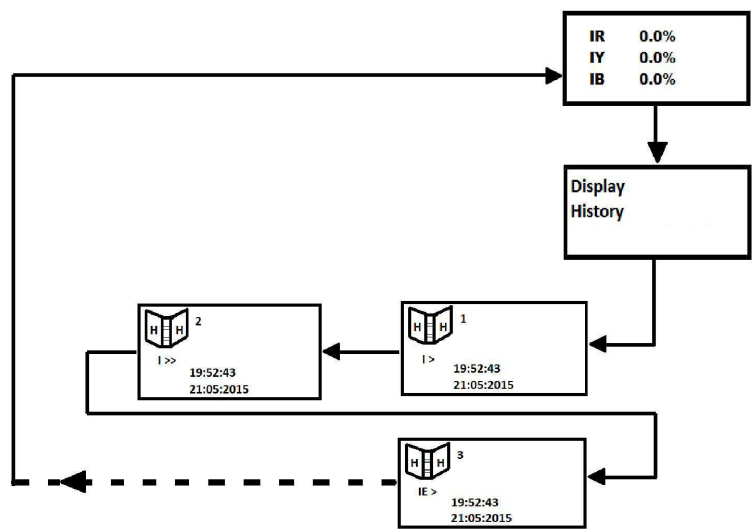 IR 0.0%
IY 0.0%
IB 0.0%
Display
History
H H 1
I >
19:52:43
21:05:2015
H H 2
I >>
19:52:43
21:05:2015
H H 3
IE >
19:52:43
21:05:2015